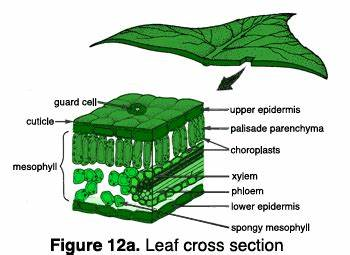 guard cell
upper epidermis
cuticle
palisade parenchyma
choroplasts
mesophyll
xylem
phloem
lower epidermis
spongy mesophyll
Figure 12a. Leaf cross section